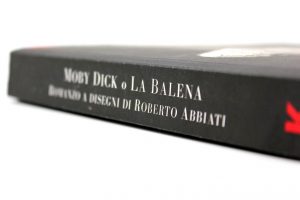 MOBY DICK o LA BALENA
ROMANZO A DISEGNI DI ROBERTO ABBIATI